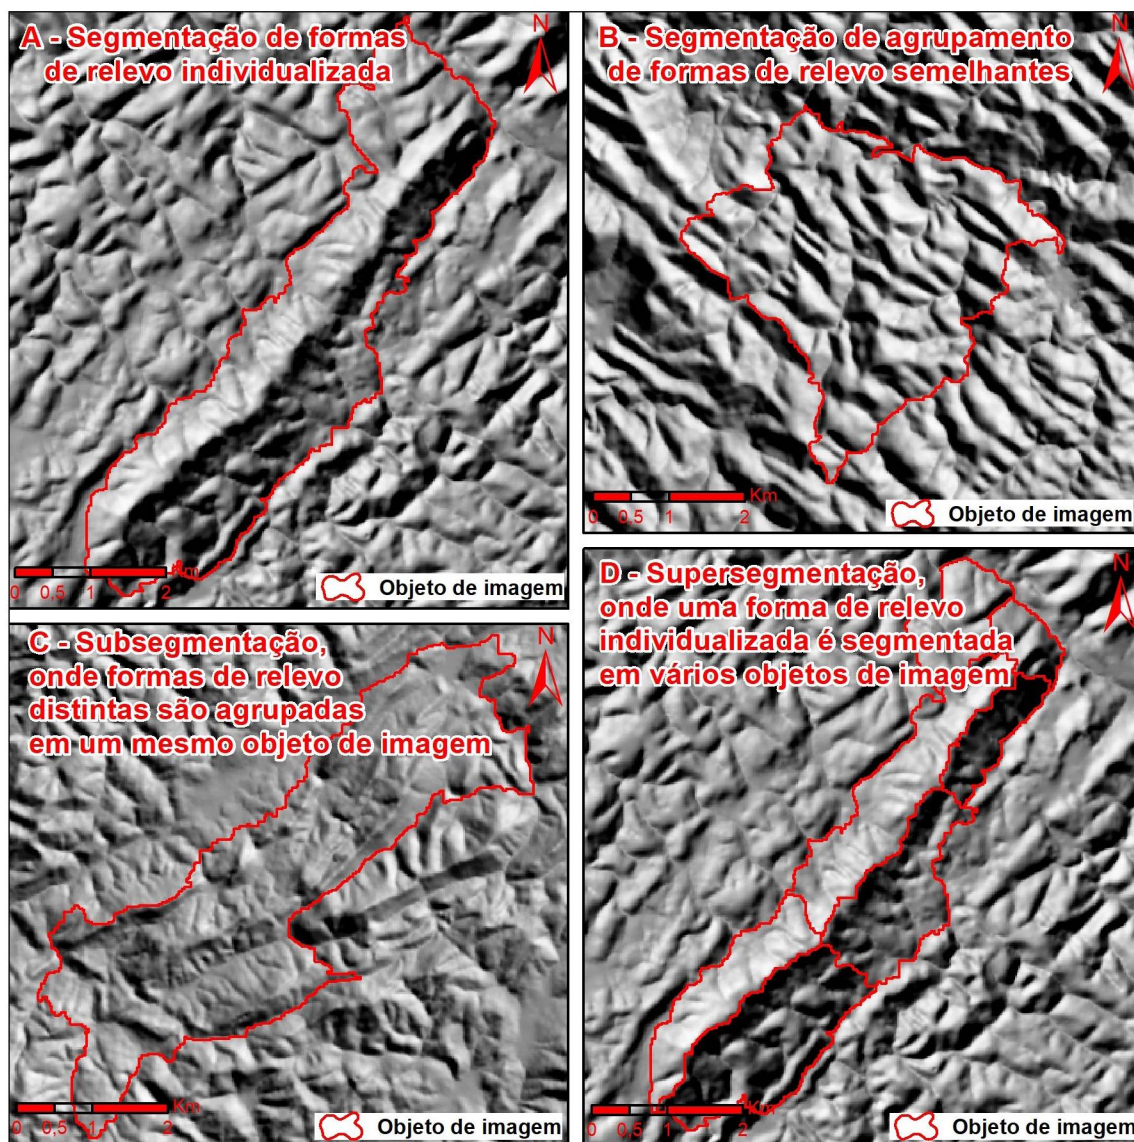 A - Segmentação de formas
de relevo individualizada
N
Km
0 0,5 1 2
Objeto de imagem
B - Segmentação de agrupamento
de formas de relevo semelhantes
N
Km
0 0,5 1 2
Objeto de imagem
C - Subsegmentação,
onde formas de relevo
distintas são agrupadas
em um mesmo objeto de imagem
N
Km
0 0,5 1 2
Objeto de imagem
D - Supersegmentação,
onde uma forma de relevo
individualizada é segmentada
em vários objetos de imagem
N
Km
0 0,5 1 2
Objeto de imagem